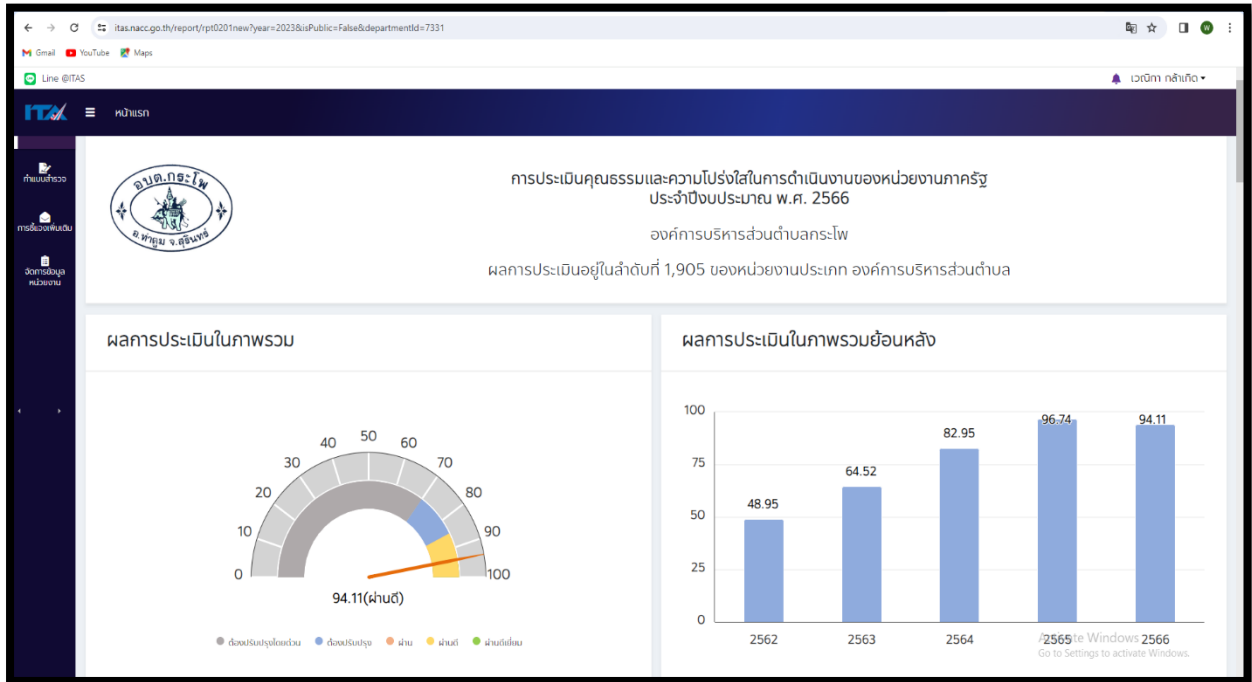 itas.nacc.go.th/report/rpt0201new?year=2023&isPublic=False&departmentId=7331
W
Gmail YouTube Maps
Line @ITAS
เวณิกา กล้าเกิด
ITA หน้าแรก
ทำแบบสำรวจ
การชี้แจงเพิ่มเติม
จัดการข้อมูล
หน่วยงาน
อบต.กระโพ
อ.ท่าตูม จ.สุรินทร์
การประเมินคุณธรรมและความโปร่งใสในการดำเนินงานของหน่วยงานภาครัฐ
ประจำปีงบประมาณ พ.ศ. 2566
องค์การบริหารส่วนตำบลกระโพ
ผลการประเมินอยู่ในลำดับที่ 1,905 ของหน่วยงานประเภท องค์การบริหารส่วนตำบล
ผลการประเมินในภาพรวม
0 10 20 30 40 50 60 70 80 90 100
94.11(ผ่านดี)
ต้องปรับปรุงโดยด่วน ต้องปรับปรุง ผ่าน ผ่านดี ผ่านดีเยี่ยม
ผลการประเมินในภาพรวมย้อนหลัง
100
75
50
25
0
48.95 64.52 82.95 96.74 94.11
2562 2563 2564 2565 2566
Activate Windows
Go to Settings to activate Windows.